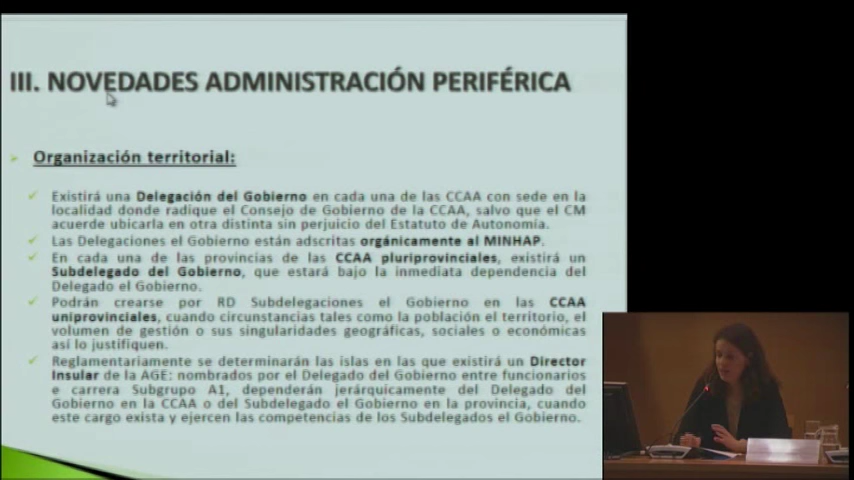 III. NOVEDADES ADMINISTRACIÓN PERIFÉRICA
Organización territorial:
Existirá una Delegación del Gobierno en cada una de las CCAA con sede en la
localidad donde radique el Consejo de Gobierno de la CCAA, salvo que el CM
acuerde ubicarla en otra distinta sin perjuicio del Estatuto de Autonomía.
Las Delegaciones el Gobierno están adscritas orgánicamente al MINHAP.
En cada una de las provincias de las CCAA pluriprovinciales, existirá un
Subdelegado del Gobierno, que estará bajo la inmediata dependencia del
Delegado el Gobierno.
Podrán crearse por RD Subdelegaciones el Gobierno en las CCAA
uniprovinciales, cuando circunstancias tales como la población el territorio, el
volumen de gestión o sus singularidades geográficas, sociales o económicas
así lo justifiquen.
Reglamentariamente se determinarán las islas en las que existirá un Director
Insular de la AGE: nombrados por el Delegado del Gobierno entre funcionarios
e carrera Subgrupo A1, dependerán jerárquicamente del Delegado del
Gobierno en la CCAA o del Subdelegado el Gobierno en la provincia, cuando
este cargo exista y ejercen las competencias de los Subdelegados el Gobierno.